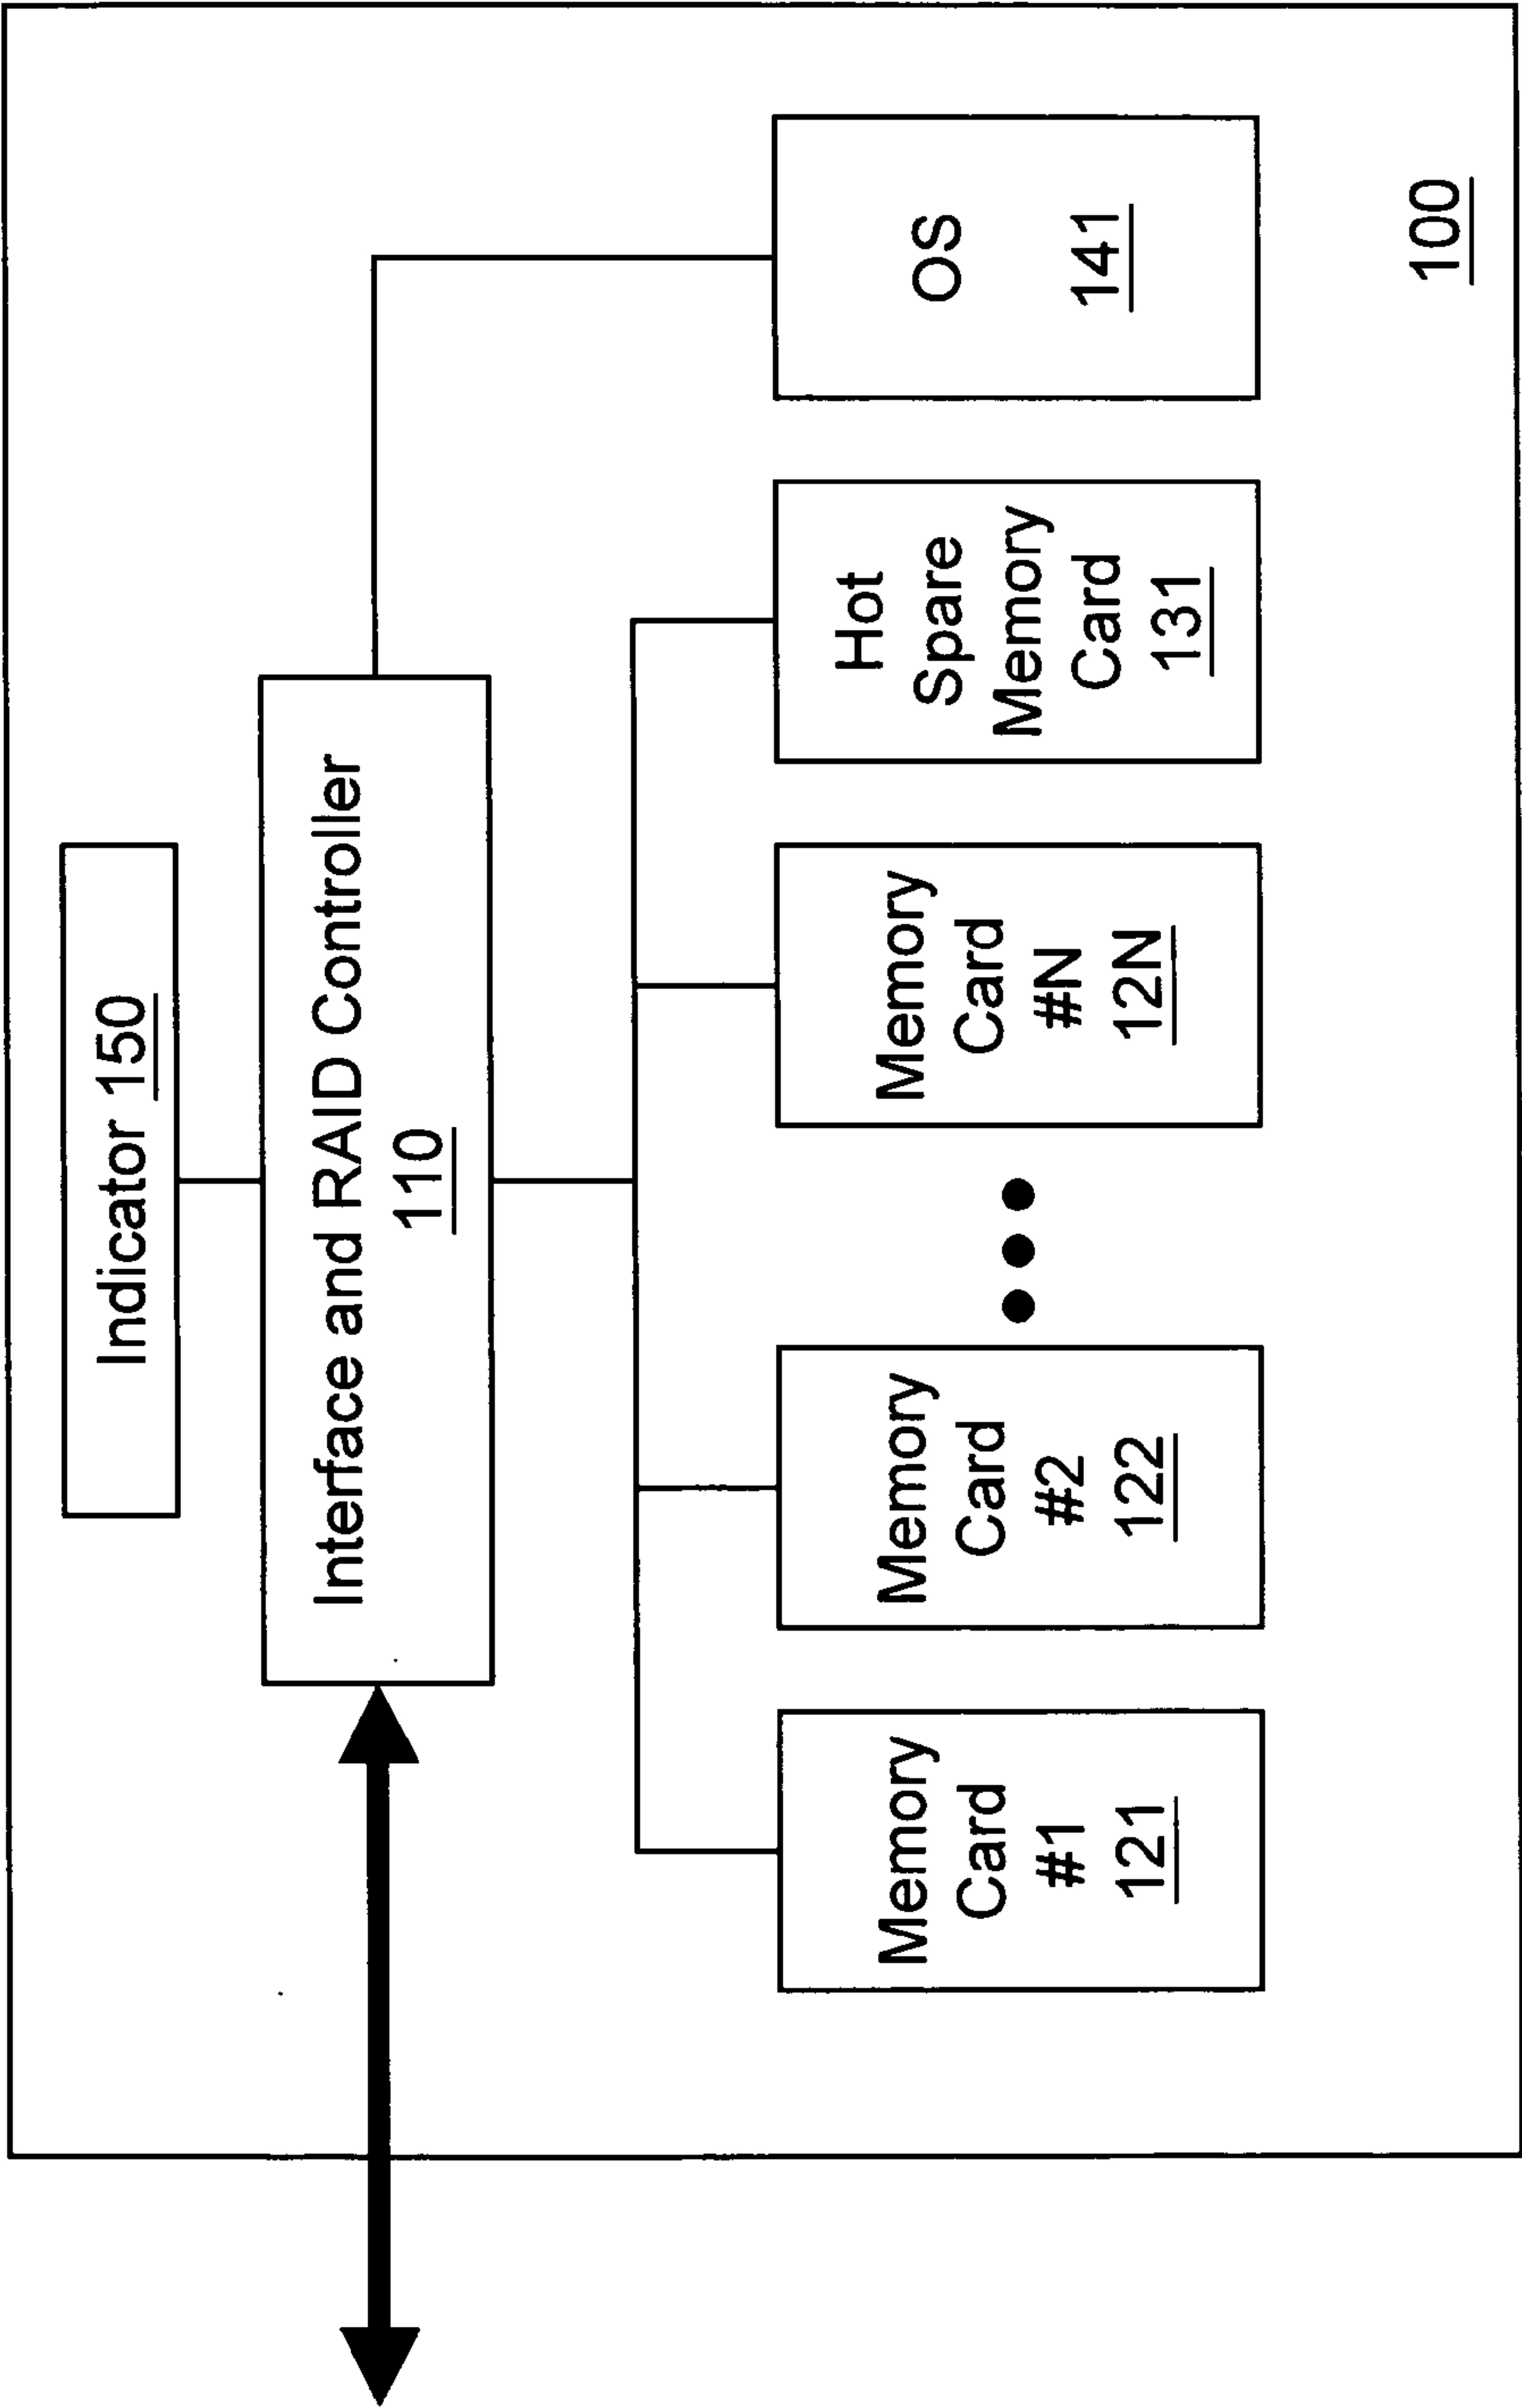 Indicator 150
Interface and RAID Controller
110
Memory
Card
#1
121
Memory
Card
#2
122
Memory
Card
#N
12N
Hot
Spare
Memory
Card
131
OS
141
100